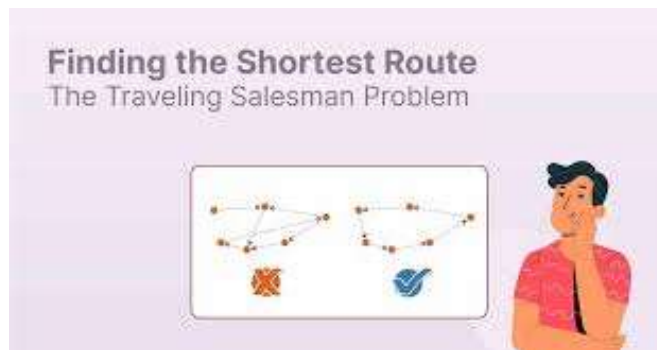 Finding the Shortest Route
The Traveling Salesman Problem